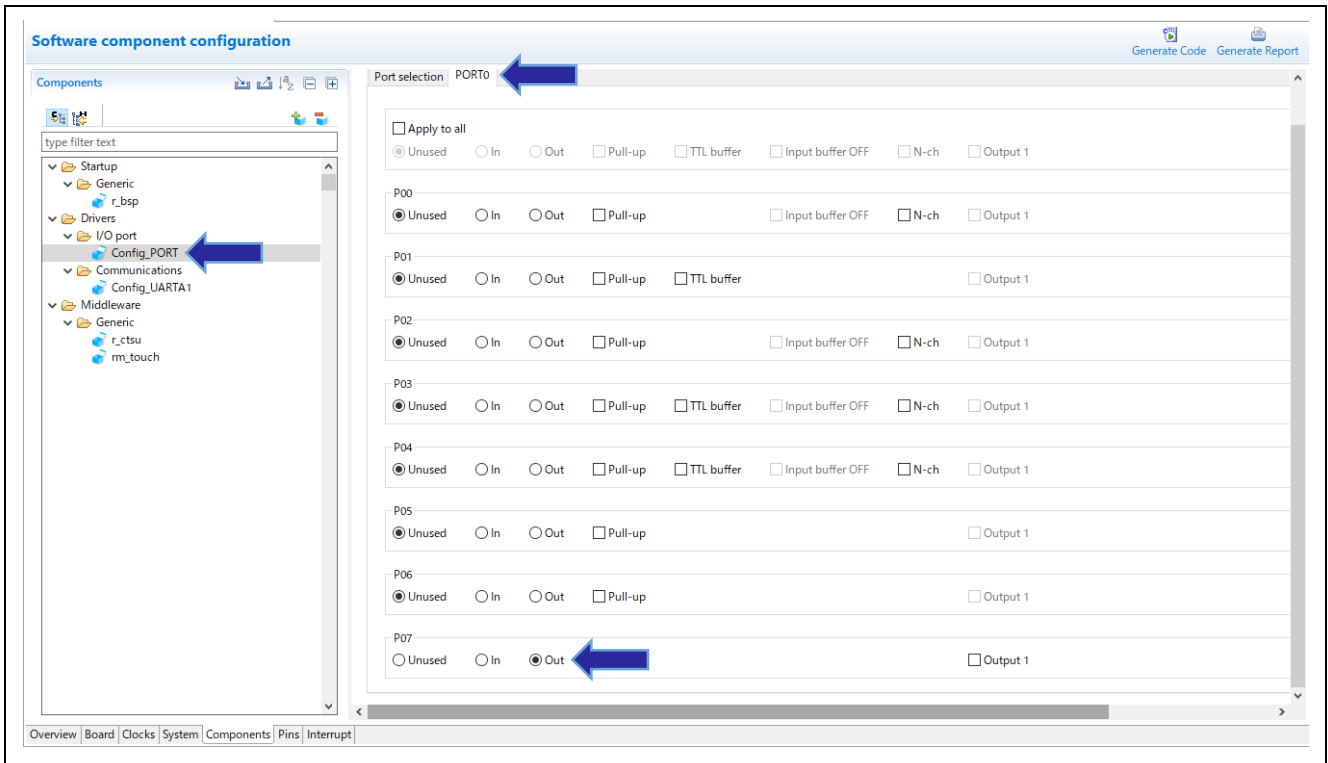 Software component configuration
Generate Code Generate Report
Components
type filter text
Startup
Generic
r_bsp
Drivers
I/O port
Config_PORT
Communications
Config_UARTA1
Middleware
Generic
r_ctsu
rm_touch
Port selection PORT0
Apply to all
Unused In Out Pull-up TTL buffer Input buffer OFF N-ch Output 1
P00
Unused In Out Pull-up Input buffer OFF N-ch Output 1
P01
Unused In Out Pull-up TTL buffer Output 1
P02
Unused In Out Pull-up Input buffer OFF N-ch Output 1
P03
Unused In Out Pull-up TTL buffer Input buffer OFF N-ch Output 1
P04
Unused In Out Pull-up TTL buffer Input buffer OFF N-ch Output 1
P05
Unused In Out Pull-up Output 1
P06
Unused In Out Pull-up Output 1
P07
Unused In Out Output 1
Overview Board Clocks System Components Pins Interrupt